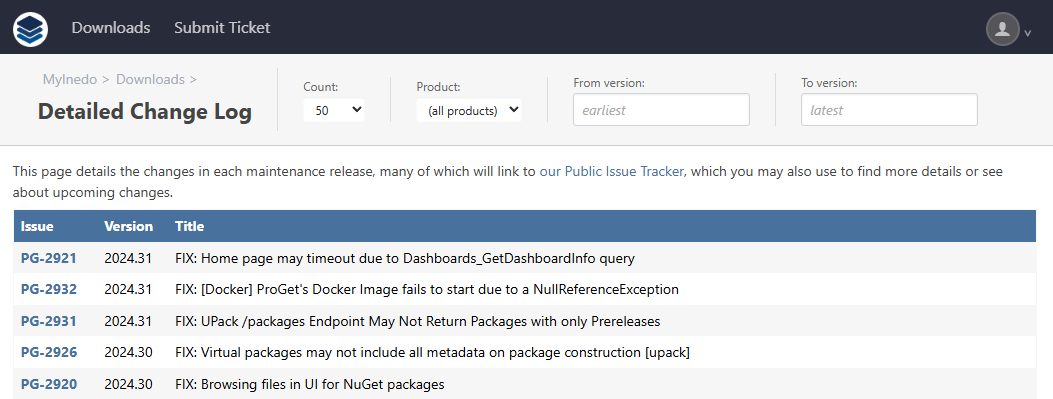 Downloads Submit Ticket v
MyInedo > Downloads >
Detailed Change Log
Count:
50
Product:
(all products)
From version:
earliest
To version:
latest
This page details the changes in each maintenance release, many of which will link to our Public Issue Tracker, which you may also use to find more details or see
about upcoming changes.
Issue Version Title
PG-2921 2024.31 FIX: Home page may timeout due to Dashboards_GetDashboardInfo query
PG-2932 2024.31 FIX: [Docker] ProGet's Docker Image fails to start due to a NullReferenceException
PG-2931 2024.31 FIX: UPack /packages Endpoint May Not Return Packages with only Prereleases
PG-2926 2024.30 FIX: Virtual packages may not include all metadata on package construction [upack]
PG-2920 2024.30 FIX: Browsing files in UI for NuGet packages